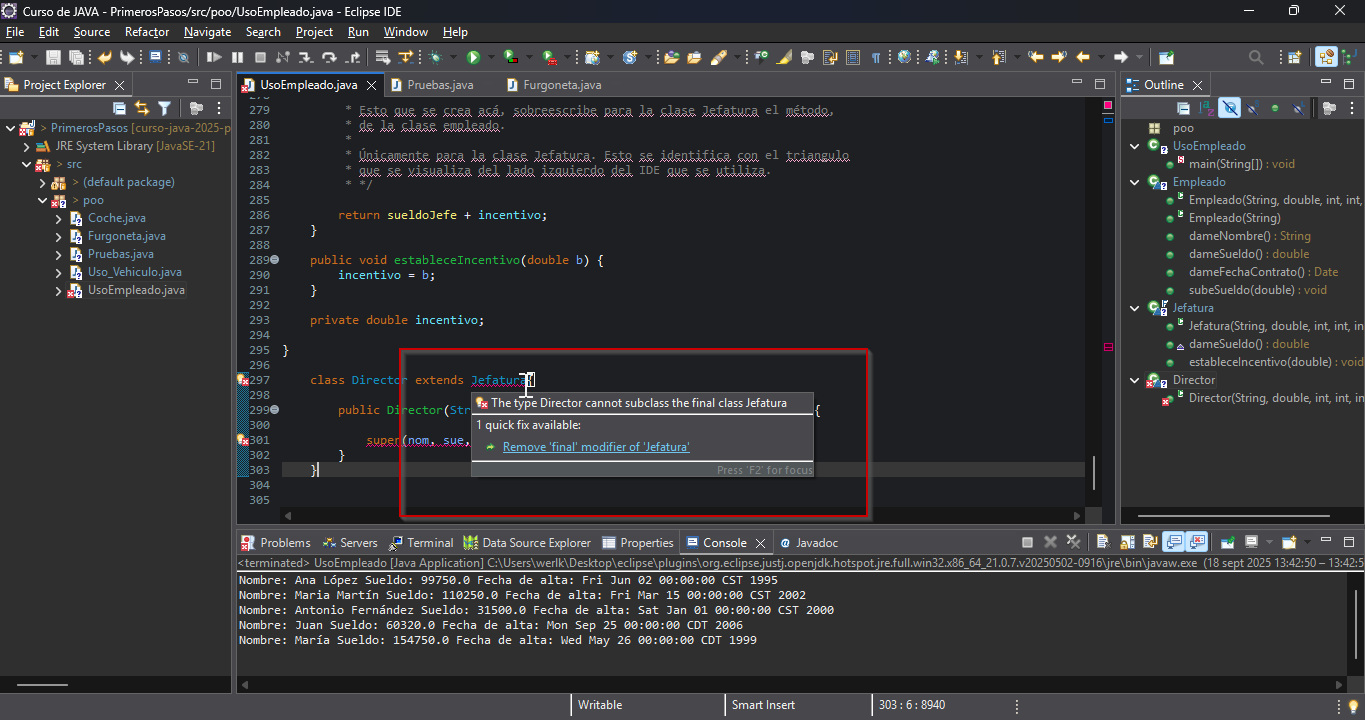 Curso de JAVA - PrimerosPasos/src/poo/UsoEmpleado.java - Eclipse IDE
File Edit Source Refactor Navigate Search Project Run Window Help
Project Explorer
> PrimerosPasos [curso-java-2025-p
JRE System Library [JavaSE-21]
> src
> (default package)
> poo
Coche.java
Furgoneta.java
Pruebas.java
Uso_Vehiculo.java
UsoEmpleado.java
UsoEmpleado.java Pruebas.java Furgoneta.java
279 * Esto que se crea acá, sobreescribe para la clase Jefatura el método,
280 * de la clase empleado.
281 *
282 * Únicamente para la clase Jefatura. Esto se identifica con el triangulo
283 * que se visualiza del lado izquierdo del IDE que se utiliza.
284 * */
285
286 return sueldoJefe + incentivo;
287 }
288
289 public void estableceIncentivo(double b) {
290 incentivo = b;
291 }
292
293 private double incentivo;
294
295 }
296
297 class Director extends Jefatura{
298
299 public Director(Str {
300
301 super(nom, sue,
302 }
303 }
304
305
The type Director cannot subclass the final class Jefatura
1 quick fix available:
Remove 'final' modifier of 'Jefatura'
Press 'F2' for focus
Outline
poo
UsoEmpleado
main(String[]) : void
Empleado
Empleado(String, double, int, int,
Empleado(String)
dameNombre() : String
dameSueldo() : double
dameFechaContrato() : Date
subeSueldo(double) : void
Jefatura
Jefatura(String, double, int, int, in
dameSueldo() : double
estableceIncentivo(double) : void
Director
Director(String, double, int, int, in
Problems Servers Terminal Data Source Explorer Properties Console Javadoc
<terminated> UsoEmpleado [Java Application] C:\Users\werlk\Desktop\eclipse\plugins\org.eclipse.justj.openjdk.hotspot.jre.full.win32.x86_64_21.0.7.v20250502-0916\jre\bin\javaw.exe (18 sept 2025 13:42:50 – 13:42:5
Nombre: Ana López Sueldo: 99750.0 Fecha de alta: Fri Jun 02 00:00:00 CST 1995
Nombre: Maria Martín Sueldo: 110250.0 Fecha de alta: Fri Mar 15 00:00:00 CST 2002
Nombre: Antonio Fernández Sueldo: 31500.0 Fecha de alta: Sat Jan 01 00:00:00 CST 2000
Nombre: Juan Sueldo: 60320.0 Fecha de alta: Mon Sep 25 00:00:00 CDT 2006
Nombre: María Sueldo: 154750.0 Fecha de alta: Wed May 26 00:00:00 CDT 1999
Writable Smart Insert 303 : 6 : 8940